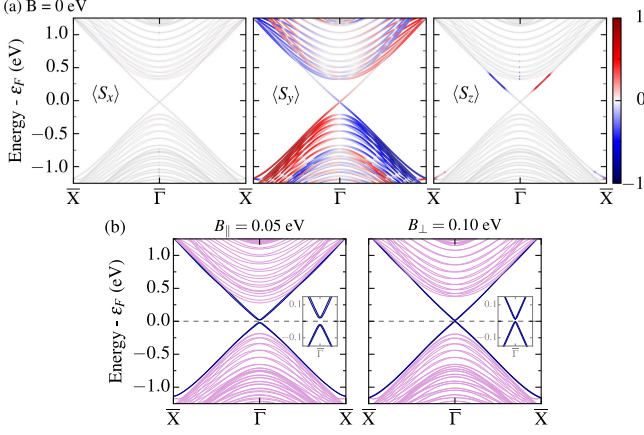 (a) B = 0 eV
1.0
0.5
0.0
−0.5
−1.0
Energy - εF (eV)
⟨Sx⟩
⟨Sy⟩
⟨Sz⟩
X̅ Γ̅ X̅ Γ̅ X̅ Γ̅ X̅
1
0
−1
(b) B∥ = 0.05 eV B⊥ = 0.10 eV
1.0
0.5
0.0
−0.5
−1.0
Energy - εF (eV)
0.1
−0.1
Γ̅
0.1
−0.1
Γ̅
X̅ Γ̅ X̅ X̅ Γ̅ X̅